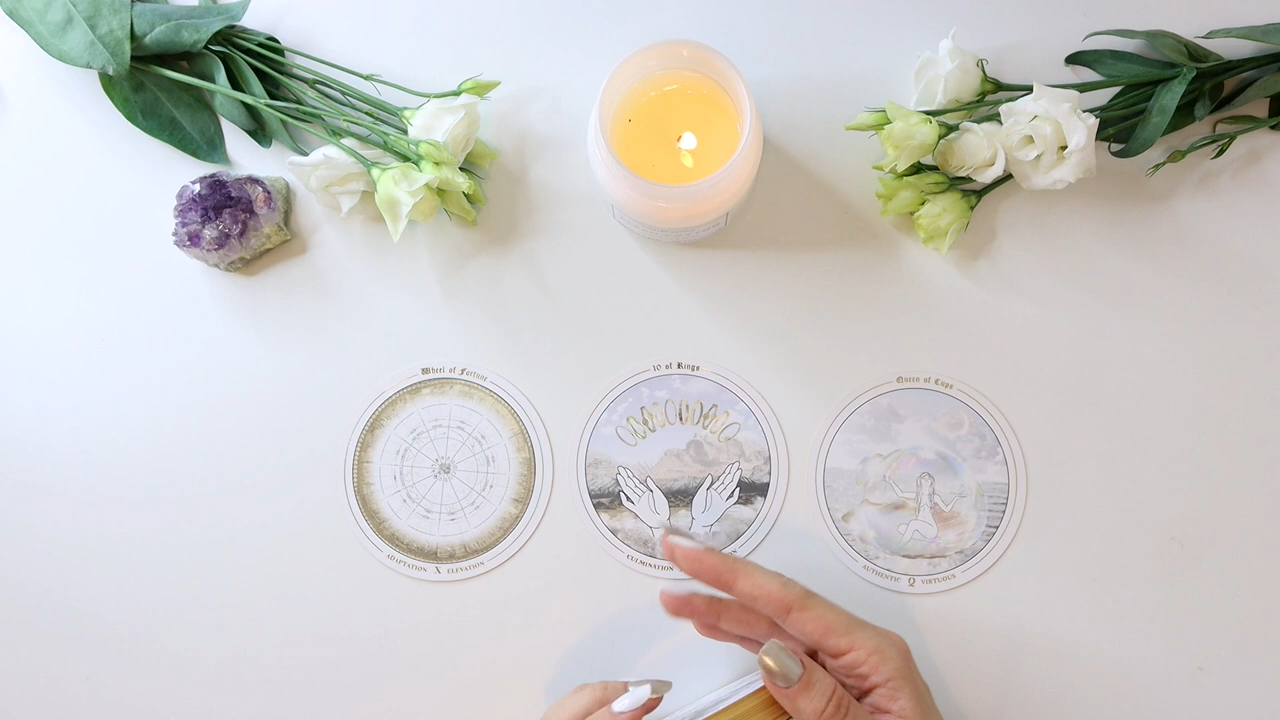 Wheel of Fortune
ADAPTATION X ELEVATION
10 of Rings
CULMINATION
Queen of Cups
AUTHENTIC Q VIRTUOUS